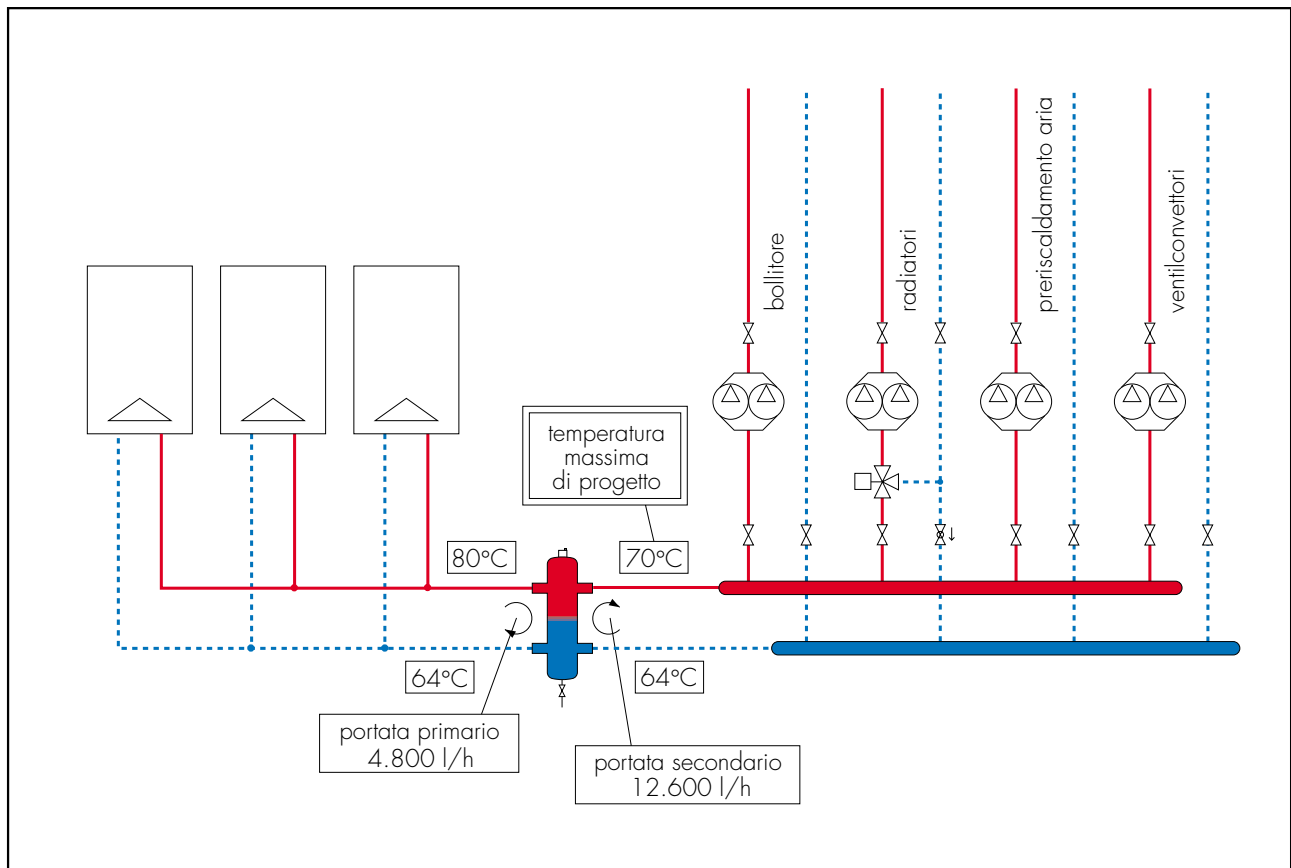 bollitore
radiatori
preriscaldamento aria
ventilconvettori
temperatura
massima
di progetto
80°C
70°C
64°C
64°C
portata primario
4.800 l/h
portata secondario
12.600 l/h